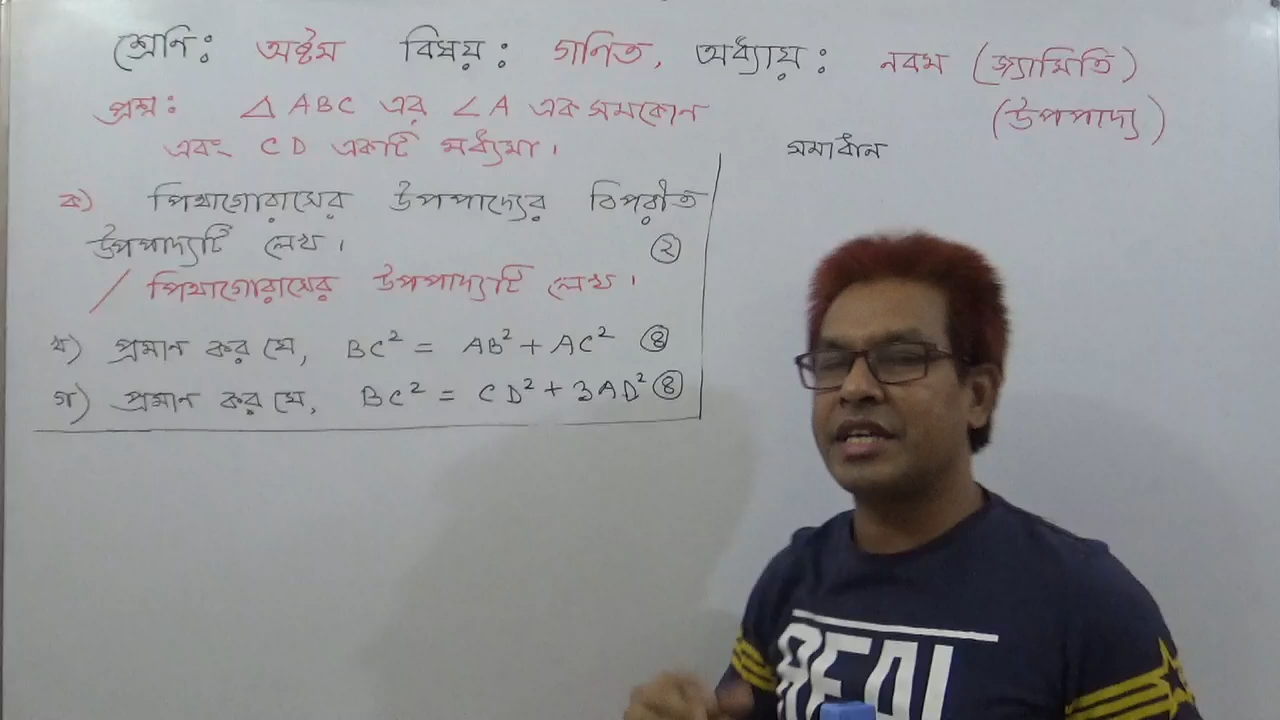 শ্রেণি: অষ্টম বিষয়: গণিত, অধ্যায়: নবম (জ্যামিতি)
(উপপাদ্য)
প্রশ্ন: △ABC এর ∠A এক সমকোন
এবং CD একটি মধ্যমা।
সমাধান
ক) পিথাগোরাসের উপপাদ্যের বিপরীত
উপপাদ্যটি লেখ। ২
/ পিথাগোরাসের উপপাদ্যটি লেখ।
খ) প্রমান কর যে, BC² = AB² + AC² ৪
গ) প্রমান কর যে, BC² = CD² + 3AD² ৪
REAL